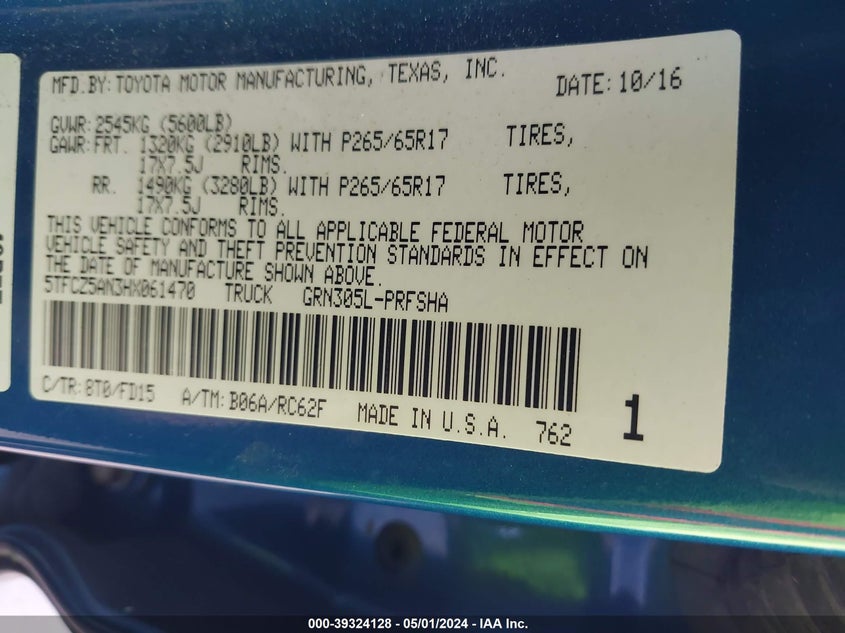 MFD.BY:TOYOTA MOTOR MANUFACTURING, TEXAS, INC. DATE:10/16
GVWR:2545KG (5600LB)
GAWR:FRT. 1320KG (2910LB) WITH P265/65R17 TIRES,
17X7.5J RIMS.
RR. 1490KG (3280LB) WITH P265/65R17 TIRES,
17X7.5J RIMS.
THIS VEHICLE CONFORMS TO ALL APPLICABLE FEDERAL MOTOR
VEHICLE SAFETY AND THEFT PREVENTION STANDARDS IN EFFECT ON
THE DATE OF MANUFACTURE SHOWN ABOVE.
5TFCZ5AN3HX061470 TRUCK GRN305L-PRFSHA
C/TR:8T0/FD15 A/TM:B06A/RC62F MADE IN U.S.A. 762 1
000-39324128 - 05/01/2024 - IAA Inc.